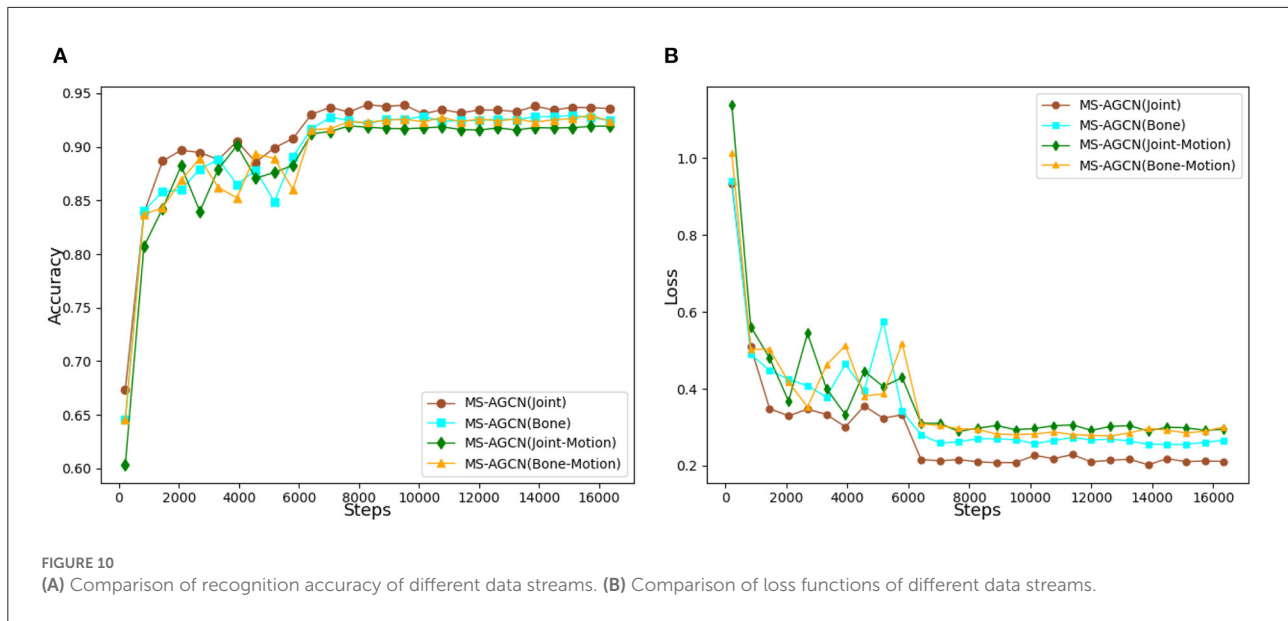 A
0.95
0.90
0.85
0.80
0.75
0.70
0.65
0.60
Accuracy
0
2000
4000
6000
8000
10000
12000
14000
16000
Steps
MS-AGCN(Joint)
MS-AGCN(Bone)
MS-AGCN(Joint-Motion)
MS-AGCN(Bone-Motion)
B
1.0
0.8
0.6
0.4
0.2
Loss
0
2000
4000
6000
8000
10000
12000
14000
16000
Steps
MS-AGCN(Joint)
MS-AGCN(Bone)
MS-AGCN(Joint-Motion)
MS-AGCN(Bone-Motion)
FIGURE 10
(A) Comparison of recognition accuracy of different data streams. (B) Comparison of loss functions of different data streams.